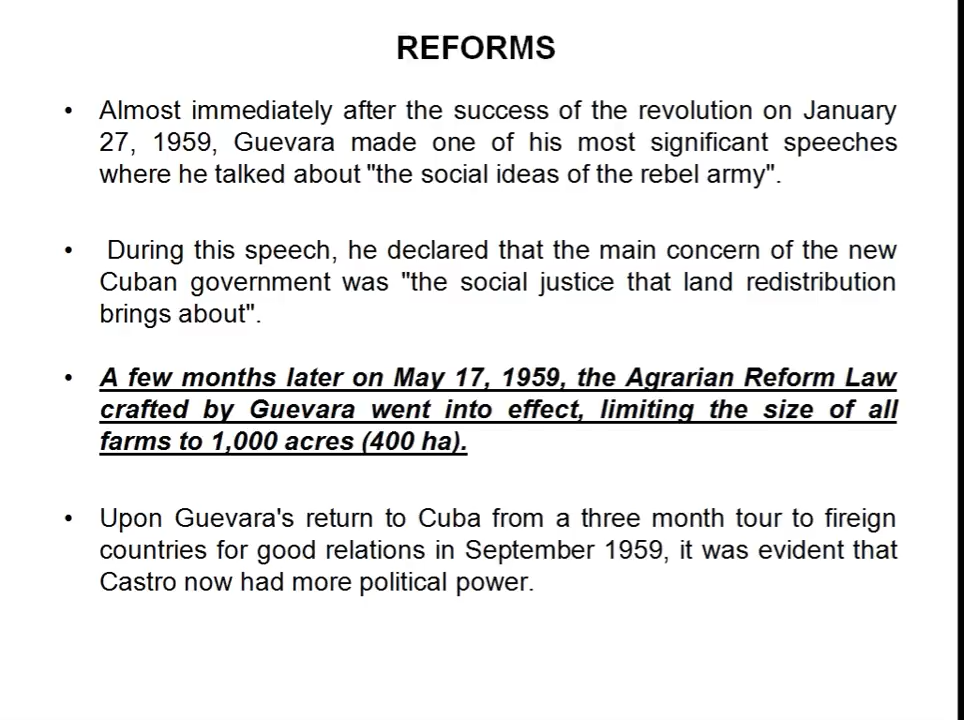 REFORMS
• Almost immediately after the success of the revolution on January
27, 1959, Guevara made one of his most significant speeches
where he talked about "the social ideas of the rebel army".
• During this speech, he declared that the main concern of the new
Cuban government was "the social justice that land redistribution
brings about".
• A few months later on May 17, 1959, the Agrarian Reform Law
crafted by Guevara went into effect, limiting the size of all
farms to 1,000 acres (400 ha).
• Upon Guevara's return to Cuba from a three month tour to fireign
countries for good relations in September 1959, it was evident that
Castro now had more political power.